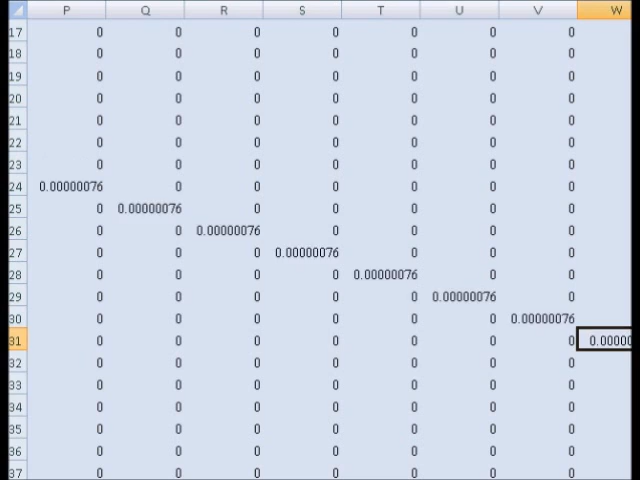 P Q R S T U V W
17 0 0 0 0 0 0 0
18 0 0 0 0 0 0 0
19 0 0 0 0 0 0 0
20 0 0 0 0 0 0 0
21 0 0 0 0 0 0 0
22 0 0 0 0 0 0 0
23 0 0 0 0 0 0 0
24 0.00000076 0 0 0 0 0 0
25 0 0.00000076 0 0 0 0 0
26 0 0 0.00000076 0 0 0 0
27 0 0 0 0.00000076 0 0 0
28 0 0 0 0 0.00000076 0 0
29 0 0 0 0 0 0.00000076 0
30 0 0 0 0 0 0 0.00000076
31 0 0 0 0 0 0 0 0.00000
32 0 0 0 0 0 0 0
33 0 0 0 0 0 0 0
34 0 0 0 0 0 0 0
35 0 0 0 0 0 0 0
36 0 0 0 0 0 0 0
37 0 0 0 0 0 0 0